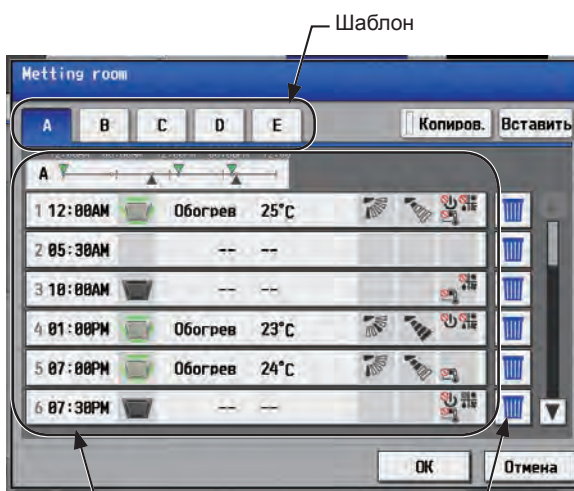 Шаблон
Metting room
A B C D E Копиров. Вставить
A
1 12:00AM Обогрев 25°C
2 05:30AM -- --
3 10:00AM -- --
4 01:00PM Обогрев 23°C
5 07:00PM Обогрев 24°C
6 07:30PM -- --
OK Отмена